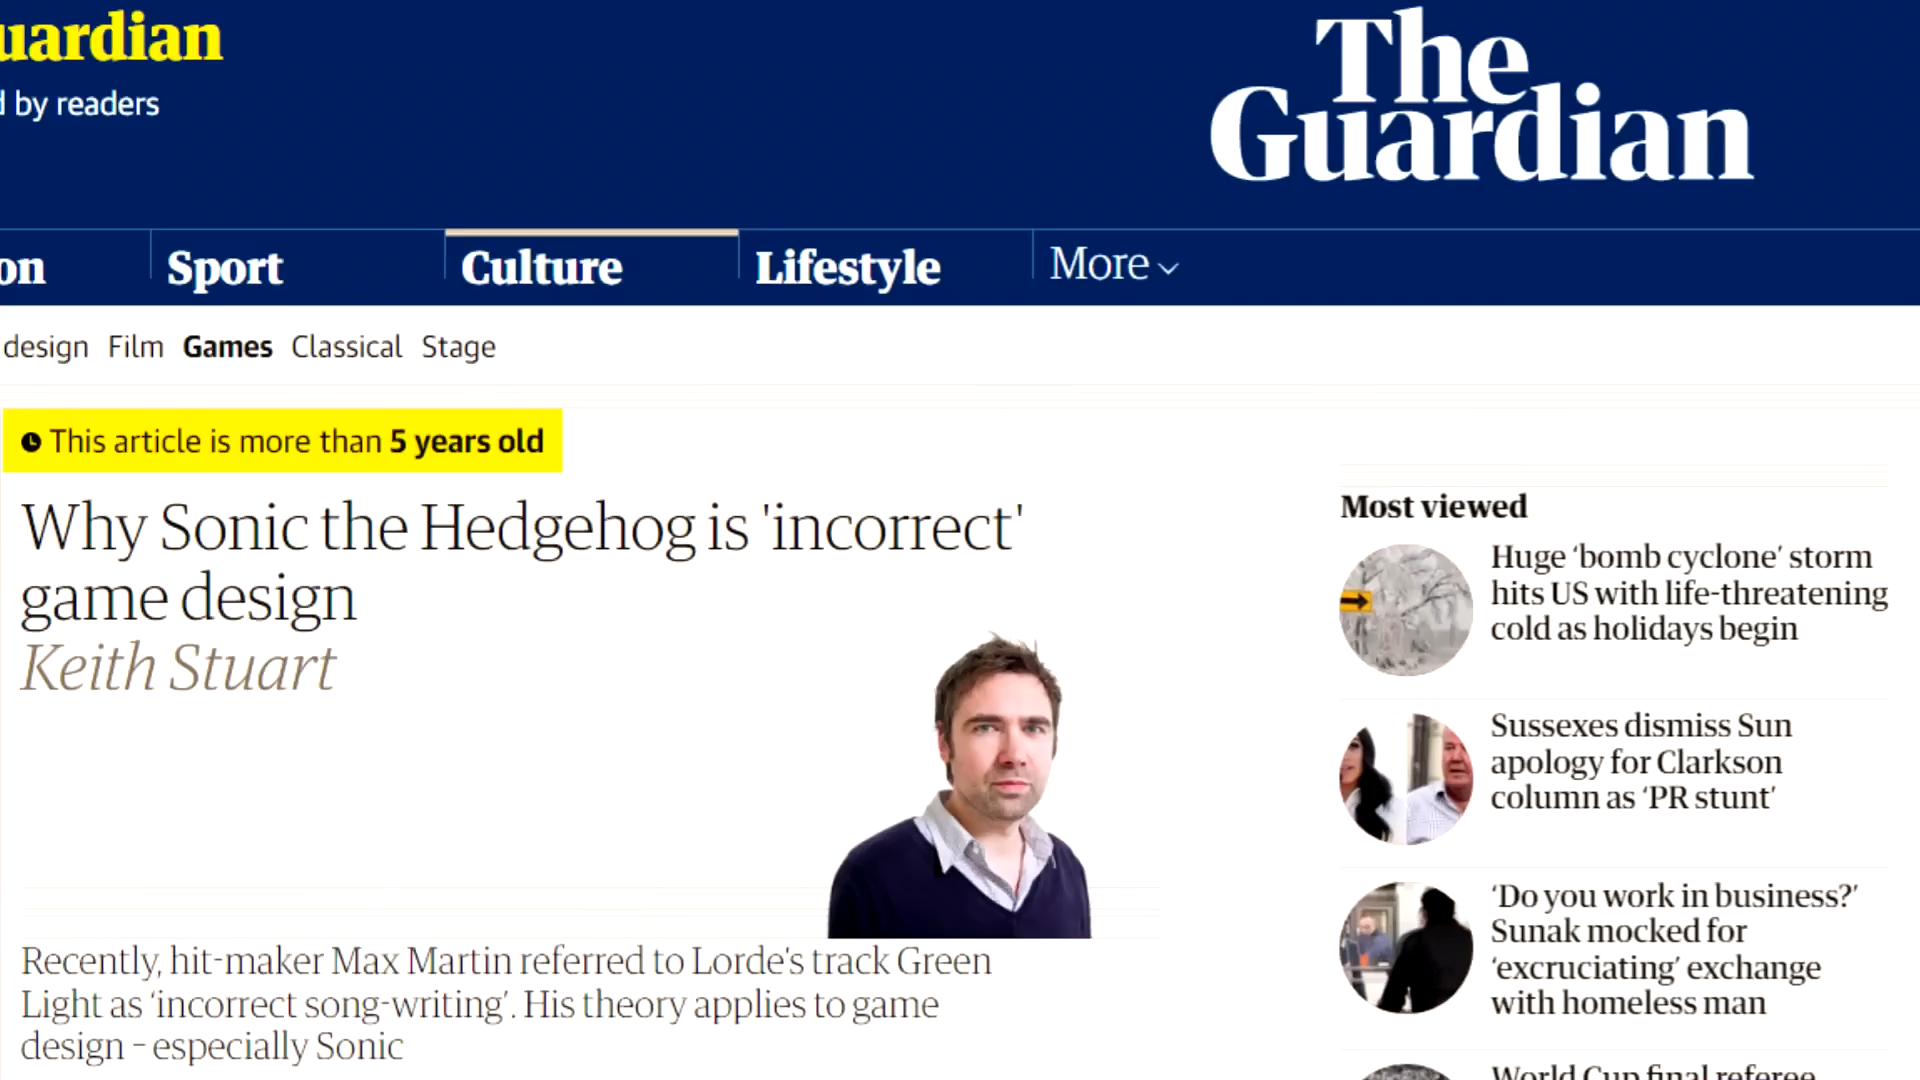 uardian
d by readers
The
Guardian
on
Sport
Culture
Lifestyle
More
design Film Games Classical Stage
This article is more than 5 years old
Why Sonic the Hedgehog is 'incorrect'
game design
Keith Stuart
Recently, hit-maker Max Martin referred to Lorde's track Green
Light as ‘incorrect song-writing’. His theory applies to game
design – especially Sonic
Most viewed
Huge ‘bomb cyclone’ storm
hits US with life-threatening
cold as holidays begin
Sussexes dismiss Sun
apology for Clarkson
column as ‘PR stunt’
‘Do you work in business?’
Sunak mocked for
‘excruciating’ exchange
with homeless man
World Cup final referee